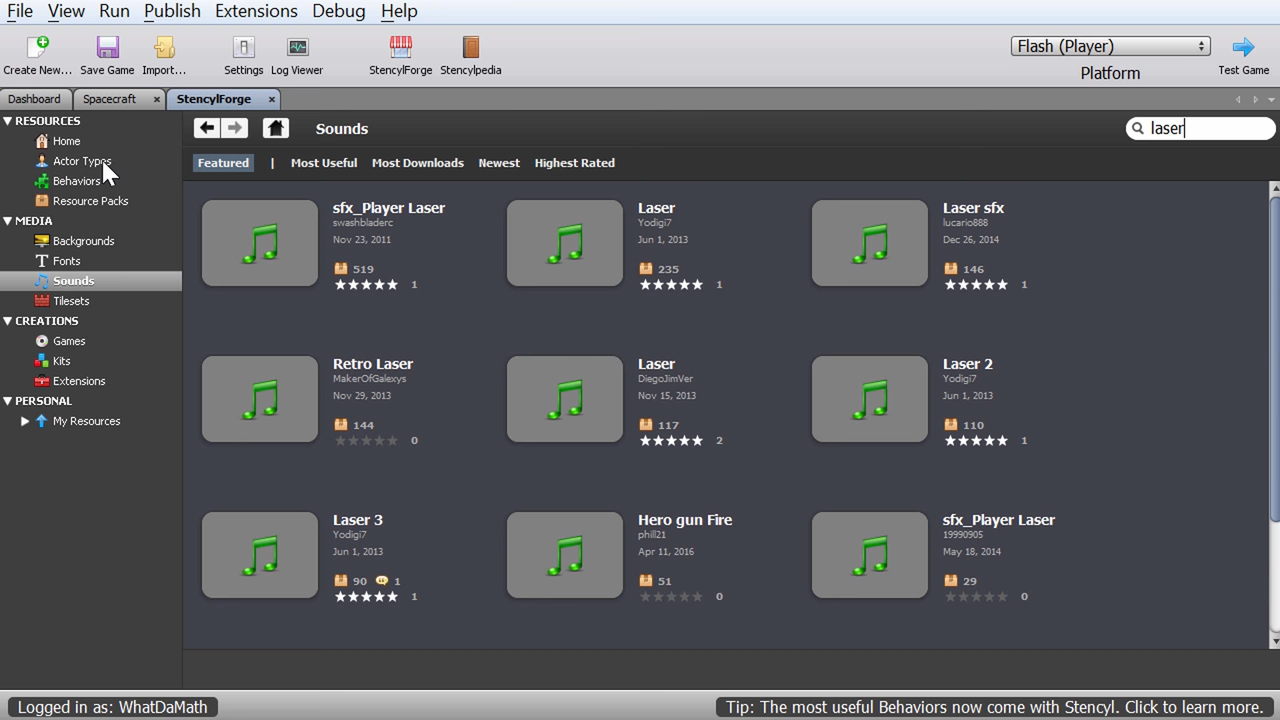 File View Run Publish Extensions Debug Help
Create New... Save Game Import... Settings Log Viewer StencylForge Stencylpedia
Flash (Player)
Platform
Test Game
Dashboard Spacecraft × StencylForge ×
RESOURCES
Home
Actor Types
Behaviors
Resource Packs
MEDIA
Backgrounds
Fonts
Sounds
Tilesets
CREATIONS
Games
Kits
Extensions
PERSONAL
My Resources
Sounds
laser
Featured | Most Useful Most Downloads Newest Highest Rated
sfx_Player Laser
swashbladerc
Nov 23, 2011
519
1
Laser
Yodigi7
Jun 1, 2013
235
1
Laser sfx
lucario888
Dec 26, 2014
146
1
Retro Laser
MakerOfGalexys
Nov 29, 2013
144
0
Laser
DiegoJimVer
Nov 15, 2013
117
2
Laser 2
Yodigi7
Jun 1, 2013
110
1
Laser 3
Yodigi7
Jun 1, 2013
90 1
1
Hero gun Fire
phill21
Apr 11, 2016
51
0
sfx_Player Laser
19990905
May 18, 2014
29
0
Logged in as: WhatDaMath
Tip: The most useful Behaviors now come with Stencyl. Click to learn more.